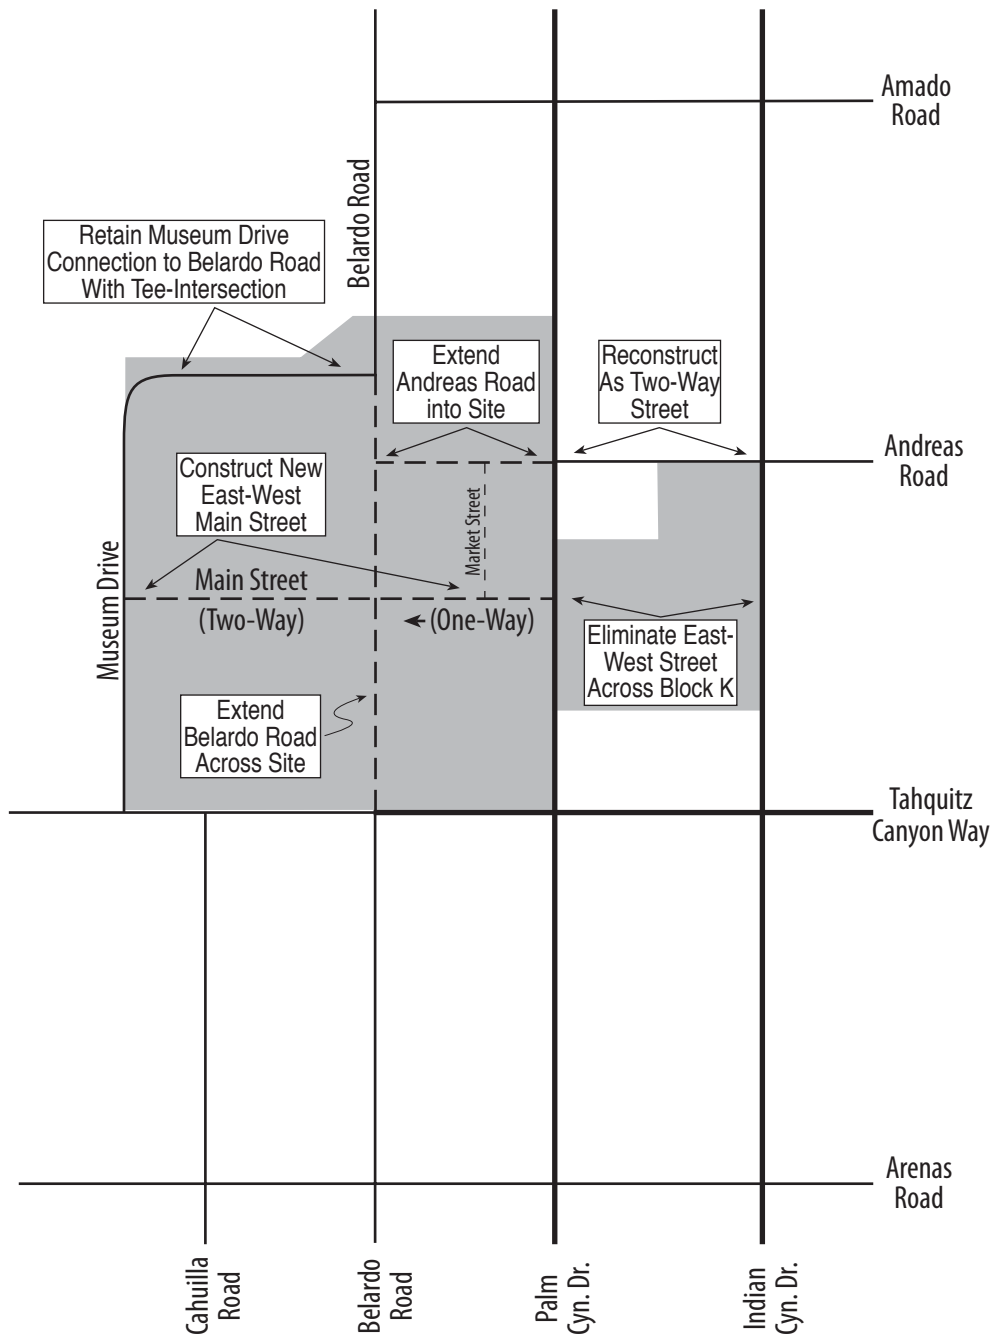 Amado
Road
Belardo Road
Retain Museum Drive
Connection to Belardo Road
With Tee-Intersection
Extend
Andreas Road
into Site
Reconstruct
As Two-Way
Street
Andreas
Road
Construct New
East-West
Main Street
Market Street
Museum Drive
Main Street
(Two-Way)
(One-Way)
Eliminate East-
West Street
Across Block K
Extend
Belardo Road
Across Site
Tahquitz
Canyon Way
Arenas
Road
Cahuilla
Road
Belardo
Road
Palm
Cyn. Dr.
Indian
Cyn. Dr.